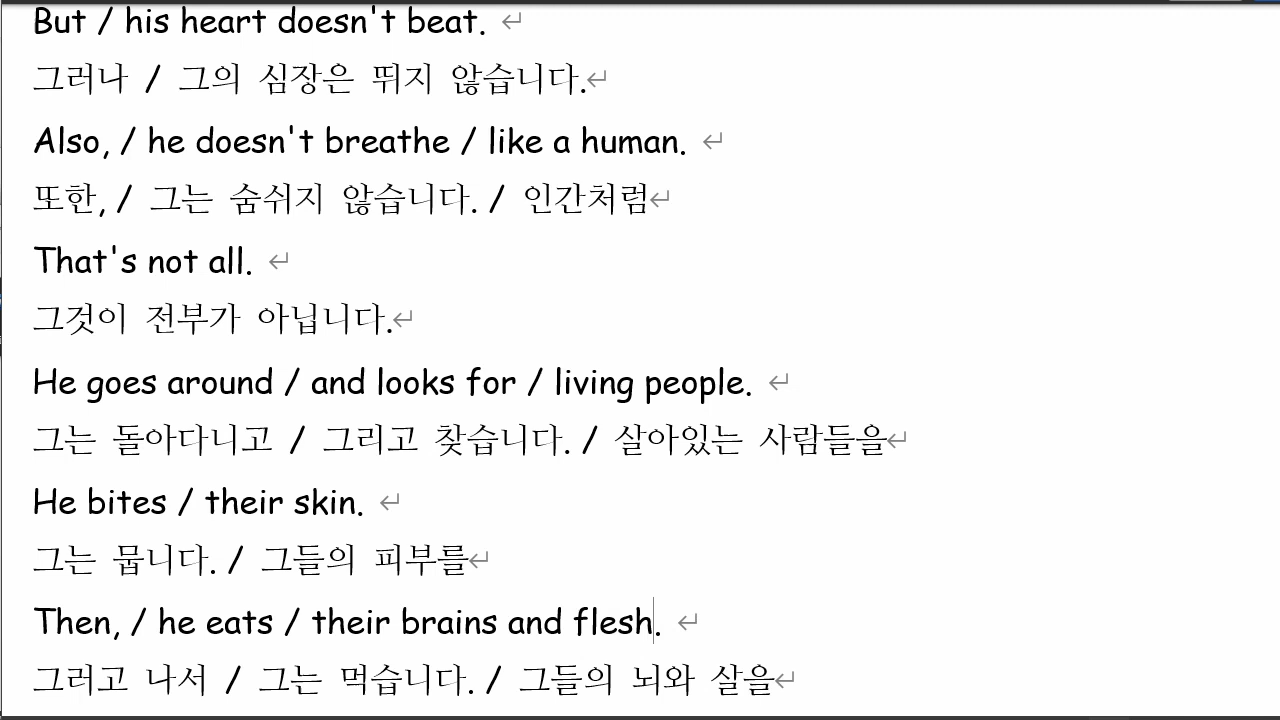 But / his heart doesn't beat. ↵
그러나 / 그의 심장은 뛰지 않습니다.↵
Also, / he doesn't breathe / like a human. ↵
또한, / 그는 숨쉬지 않습니다. / 인간처럼↵
That's not all. ↵
그것이 전부가 아닙니다.↵
He goes around / and looks for / living people. ↵
그는 돌아다니고 / 그리고 찾습니다. / 살아있는 사람들을↵
He bites / their skin. ↵
그는 뭅니다. / 그들의 피부를↵
Then, / he eats / their brains and flesh. ↵
그러고 나서 / 그는 먹습니다. / 그들의 뇌와 살을↵